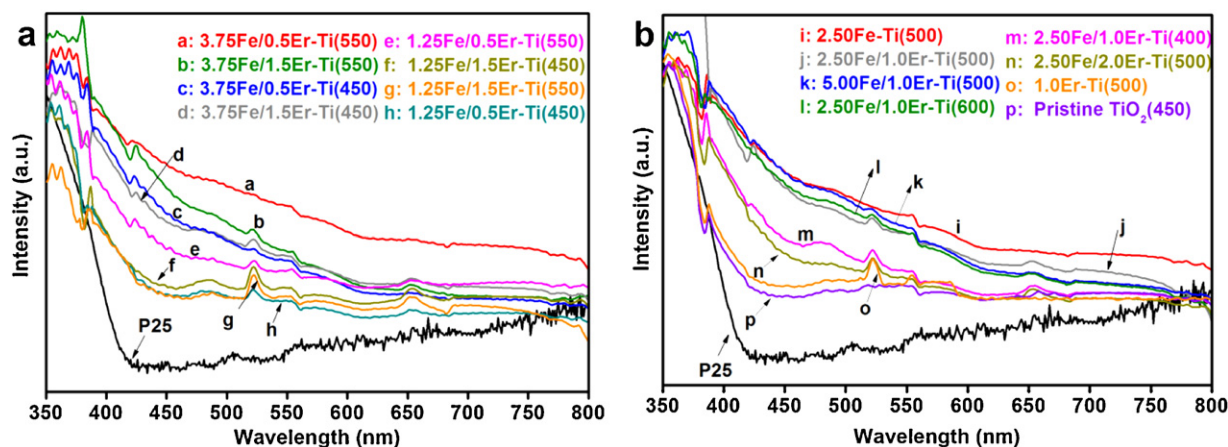 a
a: 3.75Fe/0.5Er-Ti(550) e: 1.25Fe/0.5Er-Ti(550)
b: 3.75Fe/1.5Er-Ti(550) f: 1.25Fe/1.5Er-Ti(450)
c: 3.75Fe/0.5Er-Ti(450) g: 1.25Fe/1.5Er-Ti(550)
d: 3.75Fe/1.5Er-Ti(450) h: 1.25Fe/0.5Er-Ti(450)
d
a
c
b
e
f
g
h
P25
Intensity (a.u.)
350 400 450 500 550 600 650 700 750 800
Wavelength (nm)
b
i: 2.50Fe-Ti(500) m: 2.50Fe/1.0Er-Ti(400)
j: 2.50Fe/1.0Er-Ti(500) n: 2.50Fe/2.0Er-Ti(500)
k: 5.00Fe/1.0Er-Ti(500) o: 1.0Er-Ti(500)
l: 2.50Fe/1.0Er-Ti(600) p: Pristine TiO₂(450)
l
k
i
j
m
n
o
p
P25
Intensity (a.u.)
350 400 450 500 550 600 650 700 750 800
Wavelength (nm)